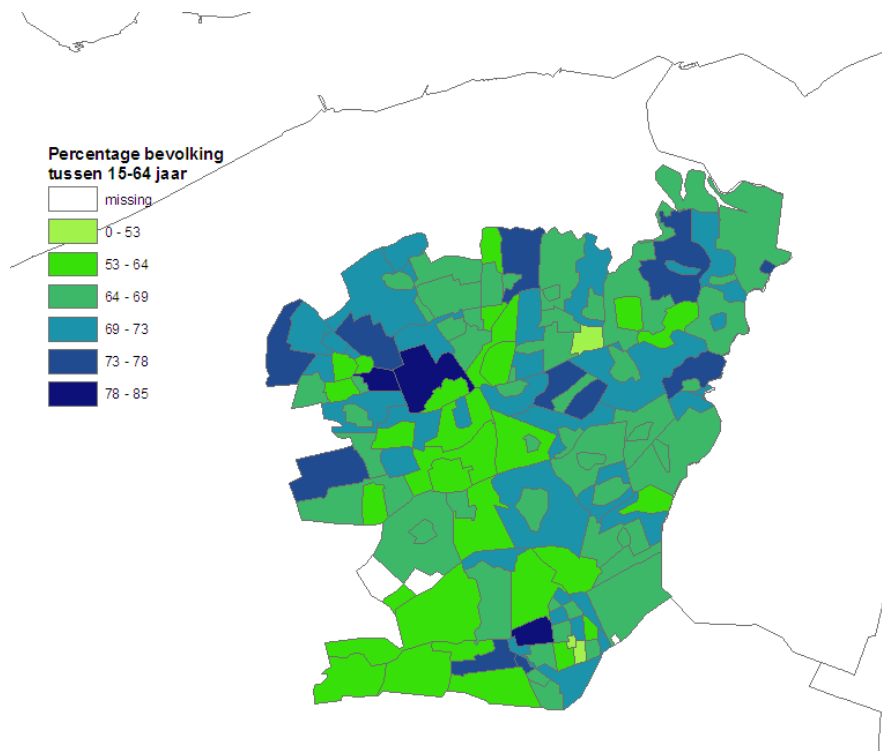 Percentage bevolking
tussen 15-64 jaar
missing
0 - 53
53 - 64
64 - 69
69 - 73
73 - 78
78 - 85